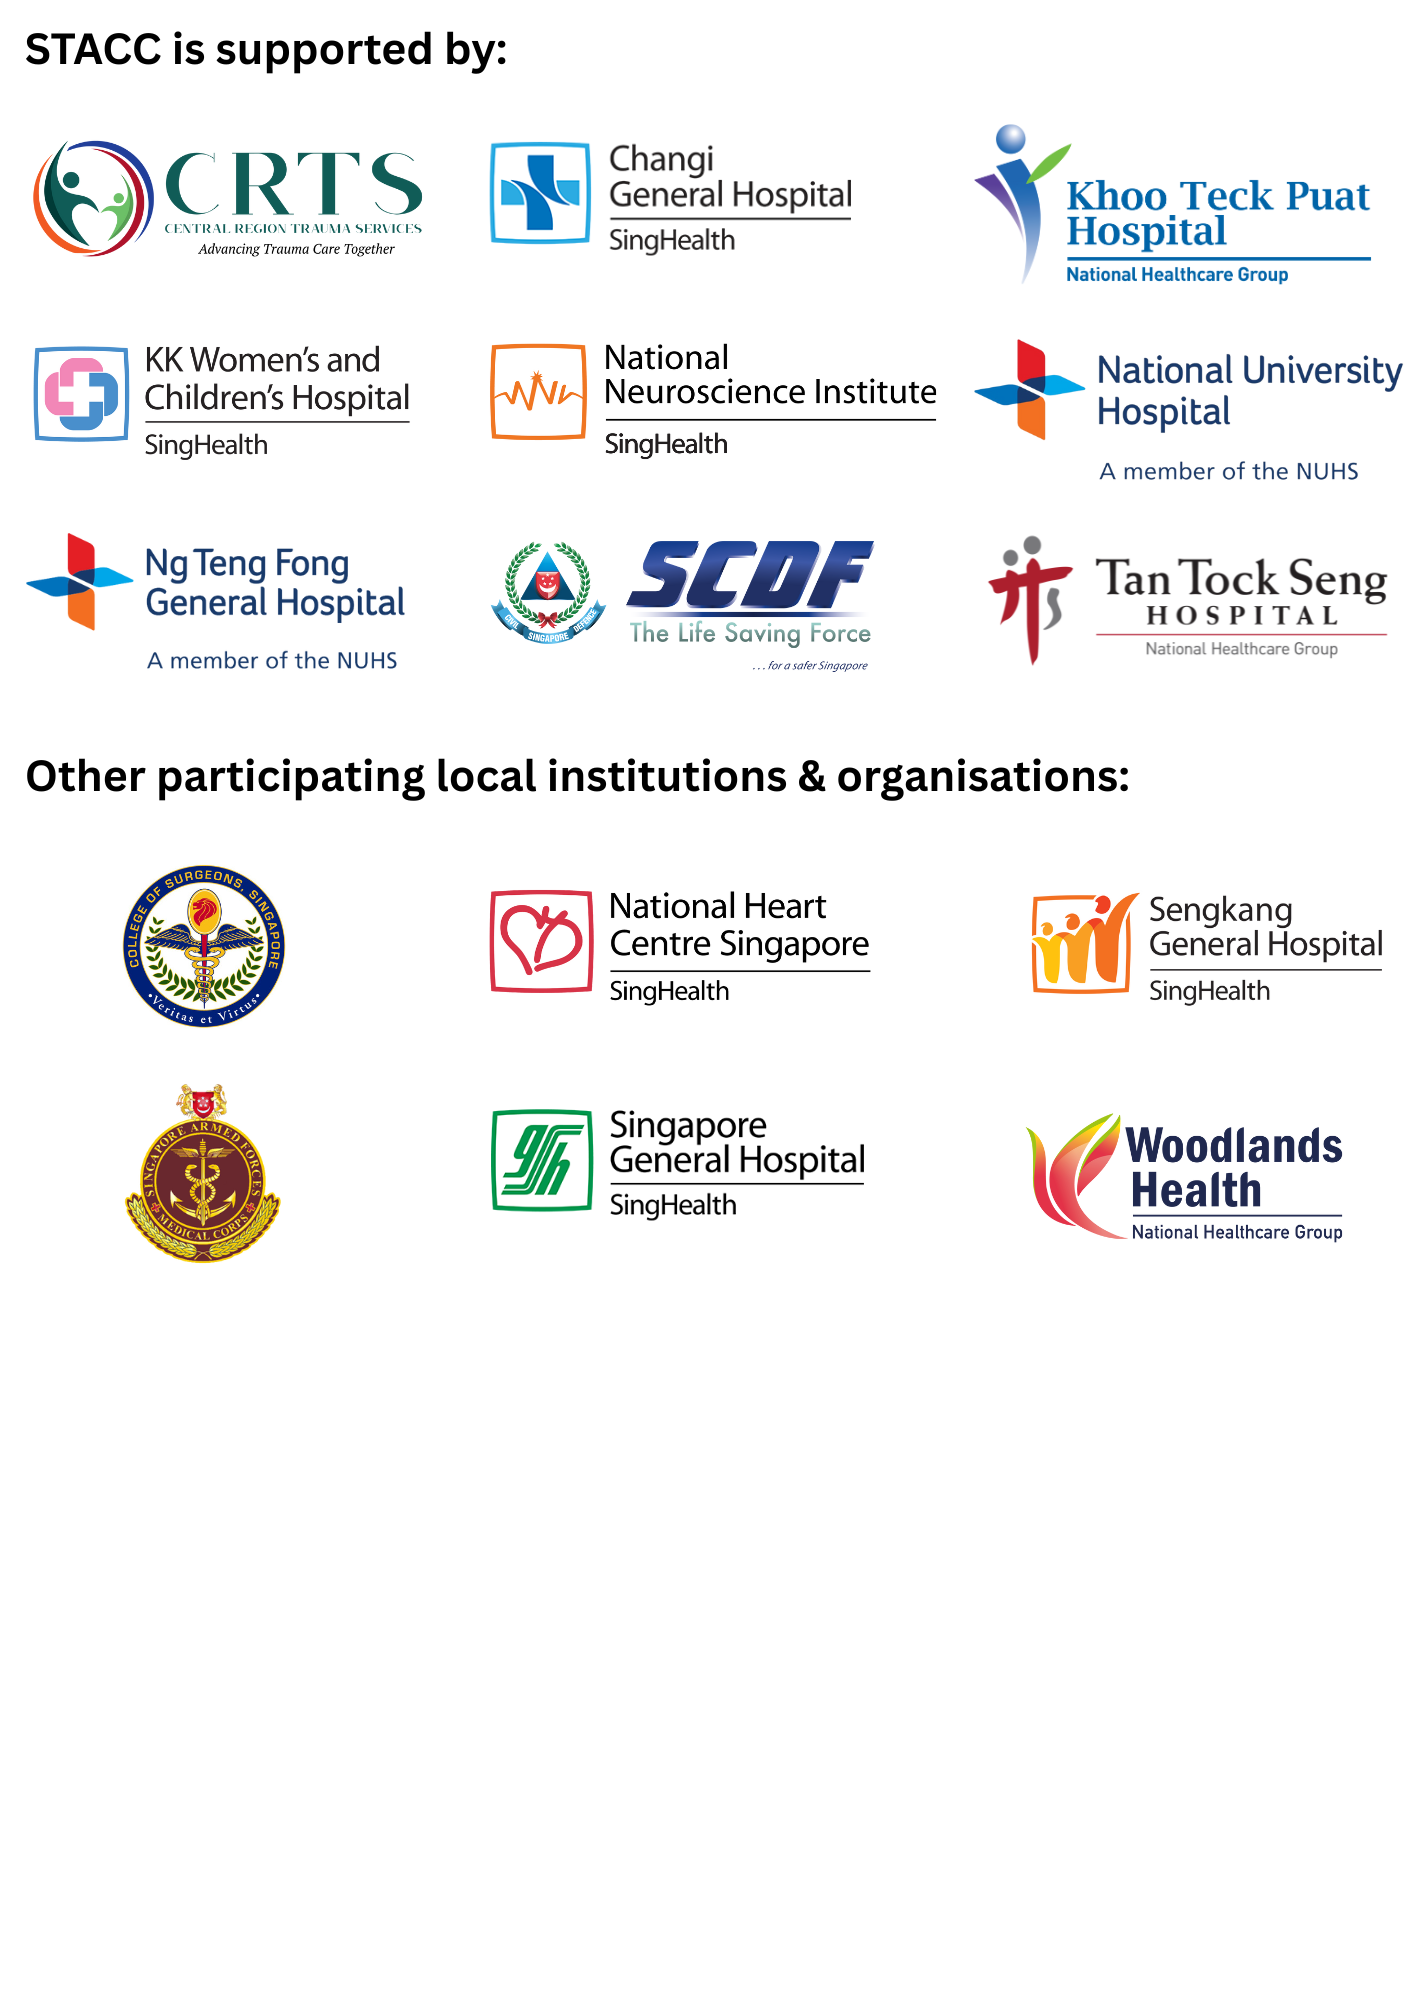 STACC is supported by:
CRTS
CENTRAL REGION TRAUMA SERVICES
Advancing Trauma Care Together
Changi
General Hospital
SingHealth
Khoo Teck Puat
Hospital
National Healthcare Group
KK Women's and
Children's Hospital
SingHealth
National
Neuroscience Institute
SingHealth
National University
Hospital
A member of the NUHS
Ng Teng Fong
General Hospital
A member of the NUHS
CIVIL DEFENCE
SINGAPORE
SCDF
The Life Saving Force
...for a safer Singapore
Tan Tock Seng
HOSPITAL
National Healthcare Group
Other participating local institutions & organisations:
COLLEGE OF SURGEONS, SINGAPORE
•Veritas et Virtus•
National Heart
Centre Singapore
SingHealth
Sengkang
General Hospital
SingHealth
SINGAPORE ARMED FORCES
MEDICAL CORPS
Singapore
General Hospital
SingHealth
Woodlands
Health
National Healthcare Group